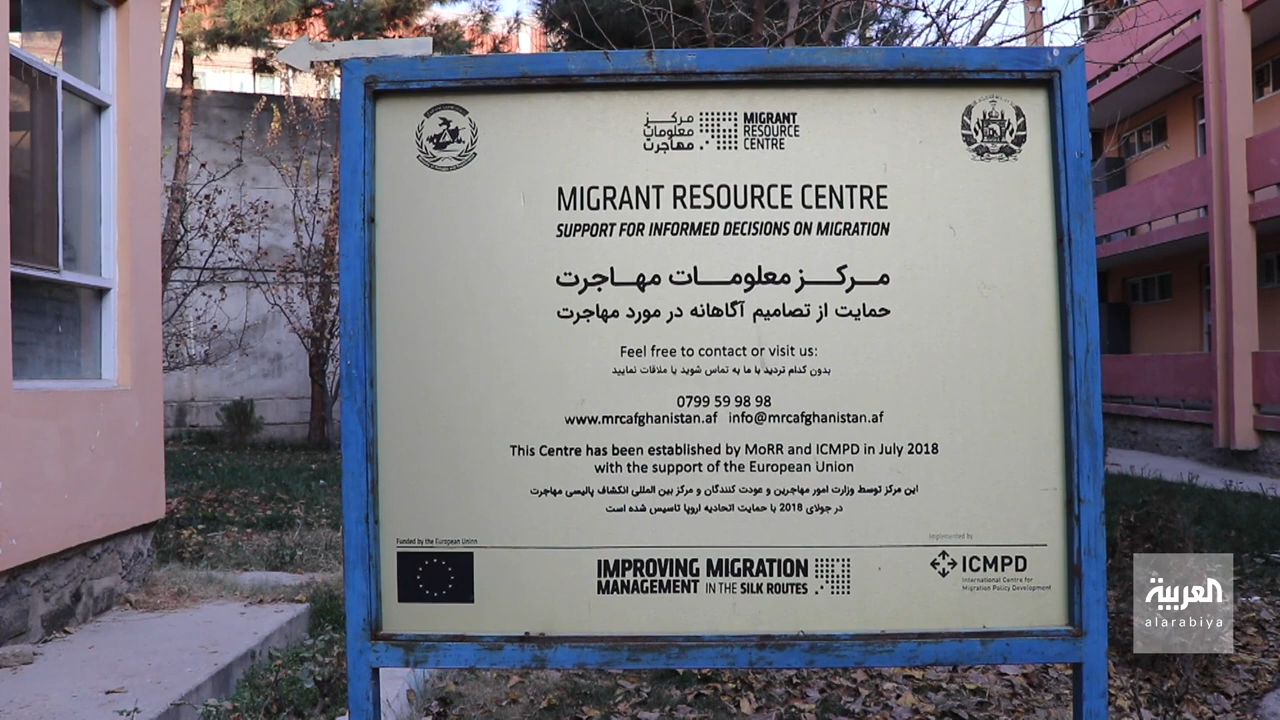 مرکز
معلومات
مهاجرت
MIGRANT
RESOURCE
CENTRE
MIGRANT RESOURCE CENTRE
SUPPORT FOR INFORMED DECISIONS ON MIGRATION
مرکز معلومات مهاجرت
حمایت از تصامیم آگاهانه در مورد مهاجرت
Feel free to contact or visit us:
بدون کدام تردید با ما به تماس شوید یا ملاقات نمایید
0799 59 98 98
www.mrcafghanistan.af info@mrcafghanistan.af
This Centre has been established by MoRR and ICMPD in July 2018
with the support of the European Union
این مرکز توسط وزارت امور مهاجرین و عودت کنندگان و مرکز بین المللی انکشاف پالیسی مهاجرت
در جولای 2018 با حمایت اتحادیه اروپا تاسیس شده است
Funded by the European Union
Implemented by
IMPROVING MIGRATION
MANAGEMENT IN THE SILK ROUTES
ICMPD
International Centre for
Migration Policy Development
العربية
alarabiya